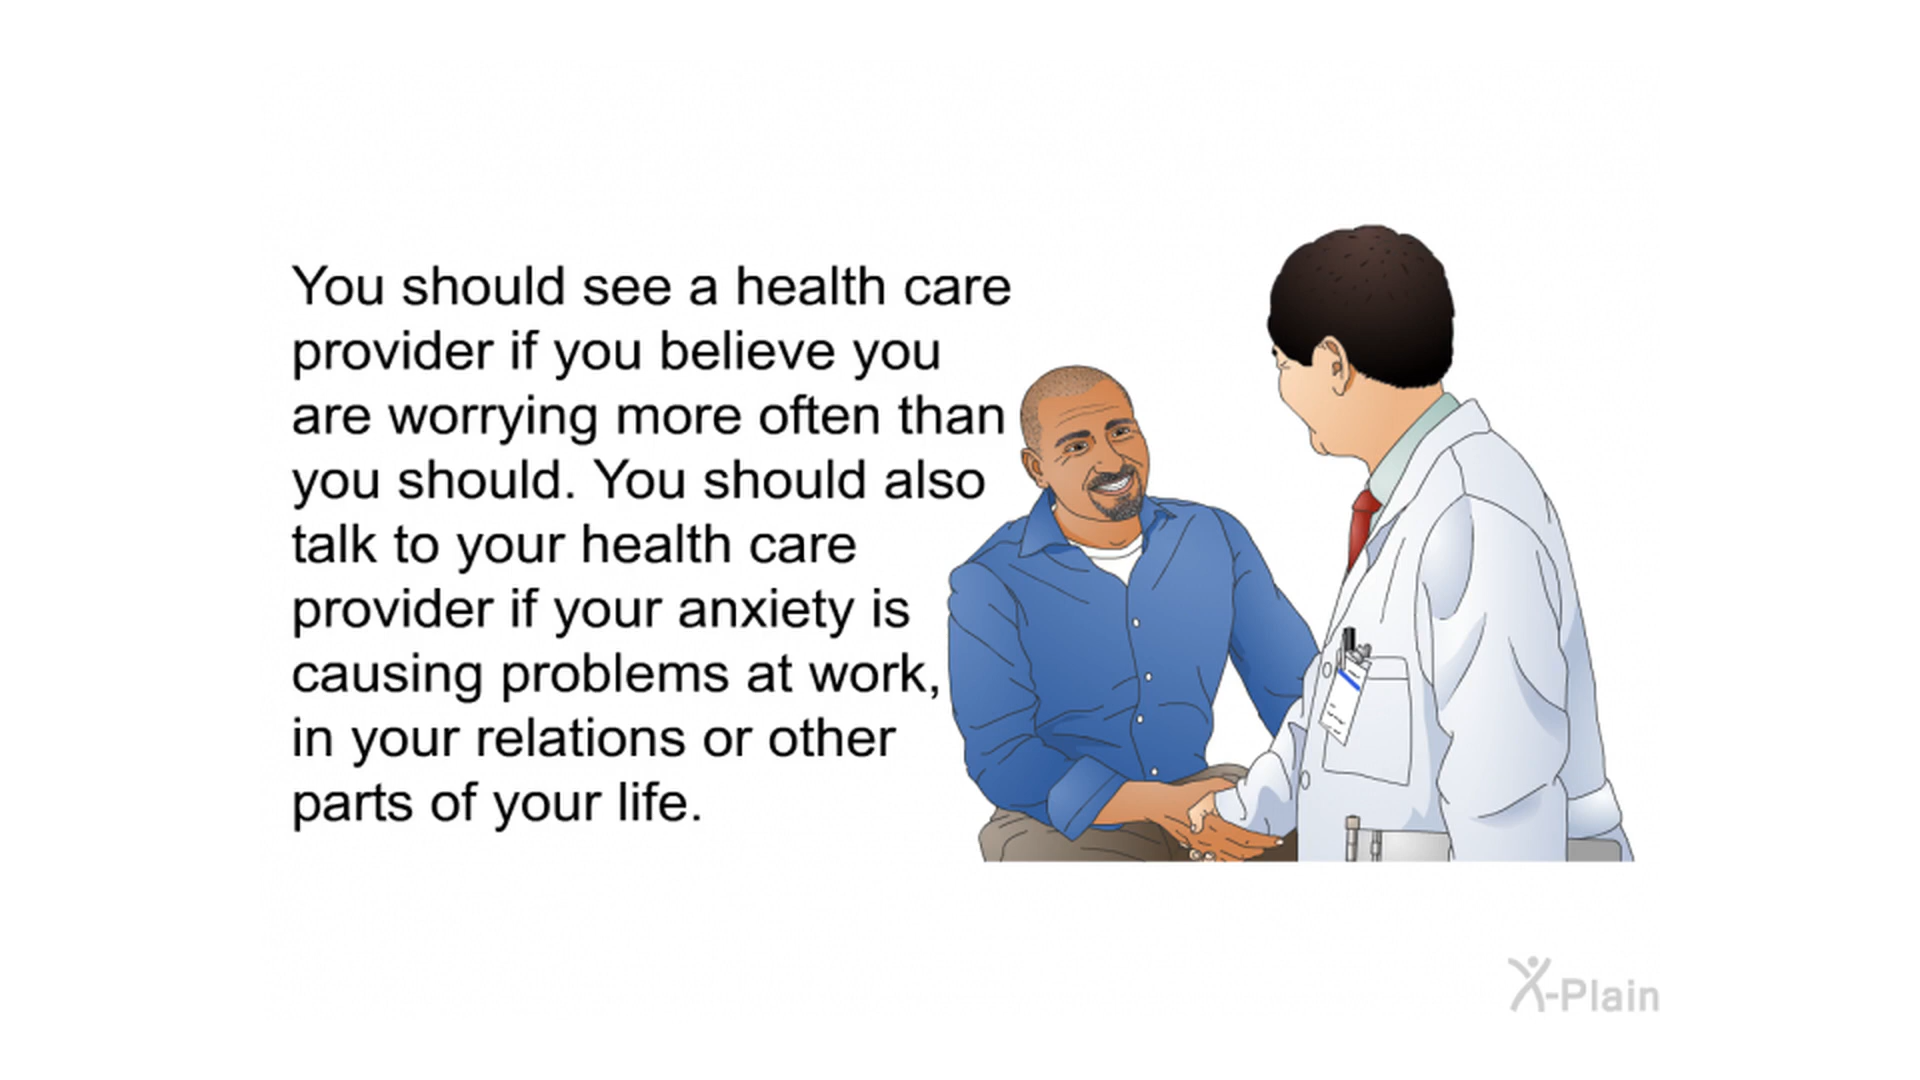 You should see a health care
provider if you believe you
are worrying more often than
you should. You should also
talk to your health care
provider if your anxiety is
causing problems at work,
in your relations or other
parts of your life.
X-Plain